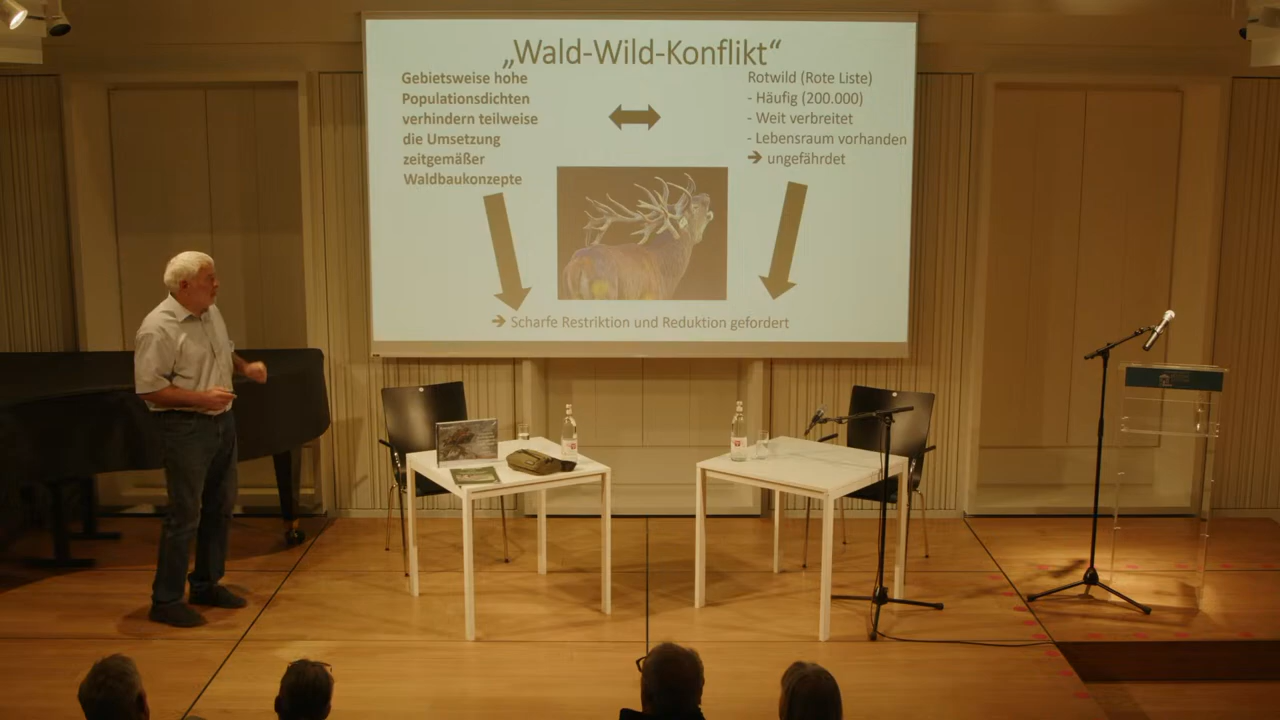 „Wald-Wild-Konflikt“
Gebietsweise hohe
Populationsdichten
verhindern teilweise
die Umsetzung
zeitgemäßer
Waldbaukonzepte
Rotwild (Rote Liste)
- Häufig (200.000)
- Weit verbreitet
- Lebensraum vorhanden
➔ ungefährdet
➔ Scharfe Restriktion und Reduktion gefordert